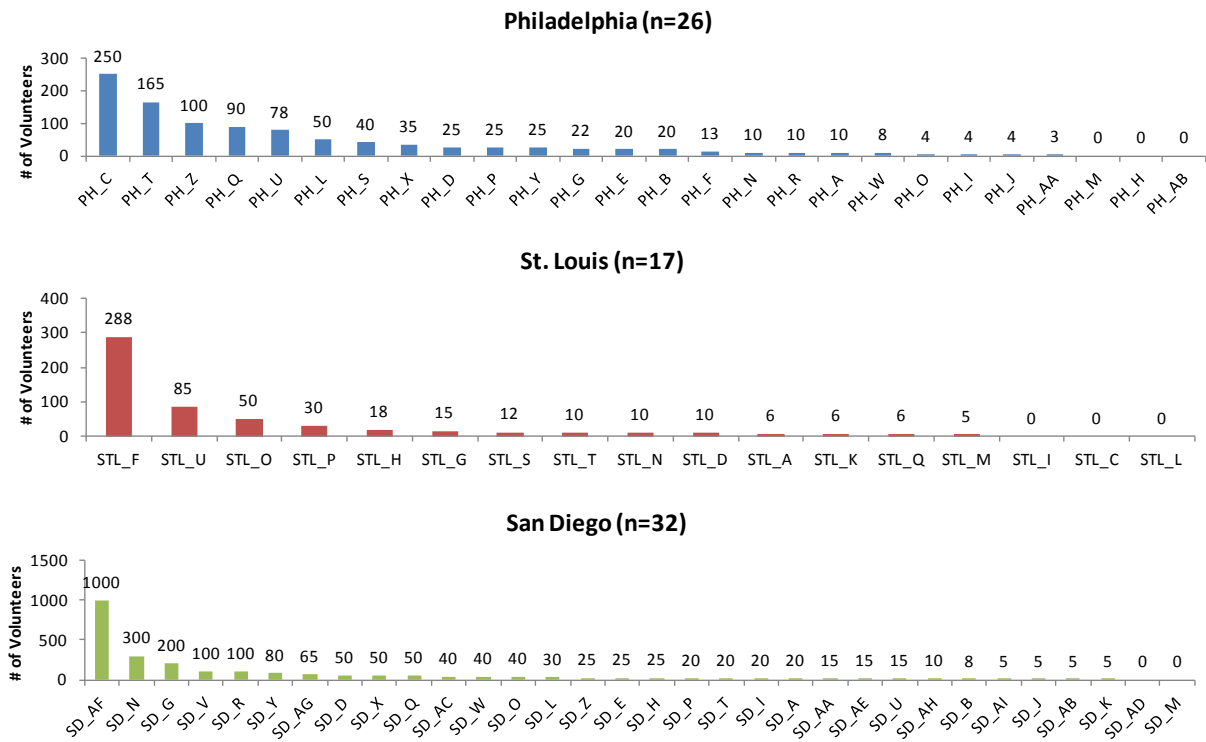 Philadelphia (n=26)
# of Volunteers
300
200
100
0
250 165 100 90 78 50 40 35 25 25 25 22 20 20 13 10 10 10 8 4 4 4 3 0 0 0
PH_C PH_T PH_Z PH_Q PH_U PH_L PH_S PH_X PH_D PH_P PH_Y PH_G PH_E PH_B PH_F PH_N PH_R PH_A PH_W PH_O PH_I PH_J PH_AA PH_M PH_H PH_AB
St. Louis (n=17)
# of Volunteers
400
300
200
100
0
288 85 50 30 18 15 12 10 10 10 6 6 6 5 0 0 0
STL_F STL_U STL_O STL_P STL_H STL_G STL_S STL_T STL_N STL_D STL_A STL_K STL_Q STL_M STL_I STL_C STL_L
San Diego (n=32)
# of Volunteers
1500
1000
500
0
1000 300 200 100 100 80 65 50 50 50 40 40 40 30 25 25 25 20 20 20 20 15 15 15 10 8 5 5 5 5 0 0
SD_AF SD_N SD_G SD_V SD_R SD_Y SD_AG SD_D SD_X SD_Q SD_AC SD_W SD_O SD_L SD_Z SD_E SD_H SD_P SD_T SD_I SD_A SD_AA SD_AE SD_U SD_AH SD_B SD_AI SD_J SD_AB SD_K SD_AD SD_M